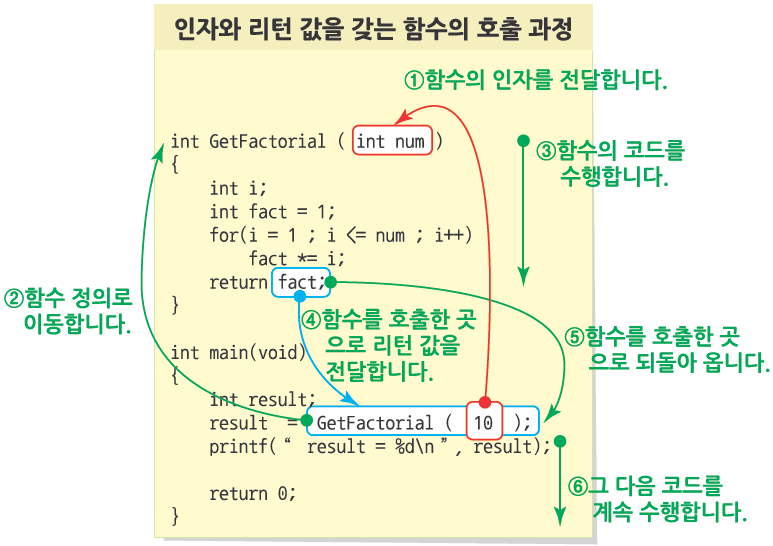 인자와 리턴 값을 갖는 함수의 호출 과정
①함수의 인자를 전달합니다.
int GetFactorial ( int num )
{
int i;
int fact = 1;
for(i = 1 ; i <= num ; i++)
fact *= i;
return fact;
}
③함수의 코드를
수행합니다.
②함수 정의로
이동합니다.
④함수를 호출한 곳
으로 리턴 값을
전달합니다.
⑤함수를 호출한 곳
으로 되돌아 옵니다.
int main(void)
{
int result;
result = GetFactorial ( 10 );
printf(“ result = %d\n”, result);
return 0;
}
⑥그 다음 코드를
계속 수행합니다.